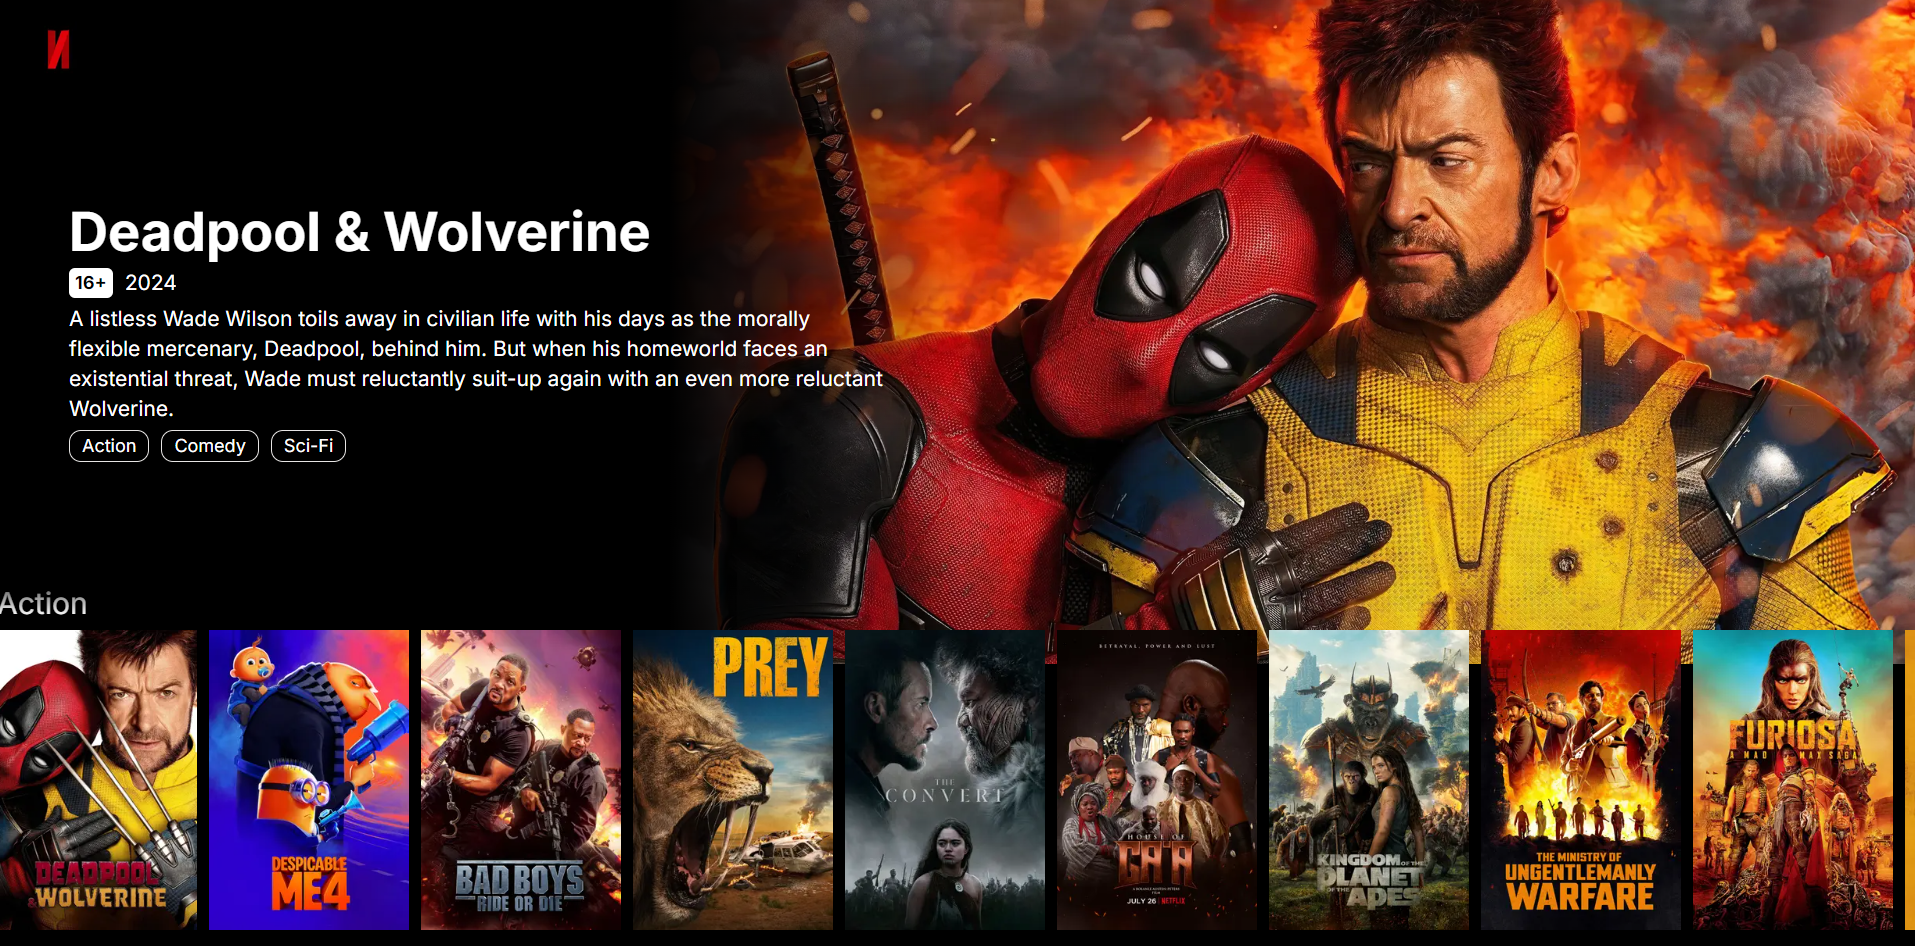 Deadpool & Wolverine
16+ 2024
A listless Wade Wilson toils away in civilian life with his days as the morally
flexible mercenary, Deadpool, behind him. But when his homeworld faces an
existential threat, Wade must reluctantly suit-up again with an even more reluctant
Wolverine.
Action Comedy Sci-Fi
Action
DEADPOOL
& WOLVERINE
DESPICABLE
ME 4
BAD BOYS
RIDE OR DIE
PREY
THE
CONVERT
BETRAYAL, POWER AND LUST
HOUSE OF
GA'A
A BOLANLE AUSTEN-PETERS
FILM
JULY 26 NETFLIX
KINGDOM OF THE
PLANET
OF THE
APES
THE MINISTRY OF
UNGENTLEMANLY
WARFARE
FURIOSA
A MAD MAX SAGA